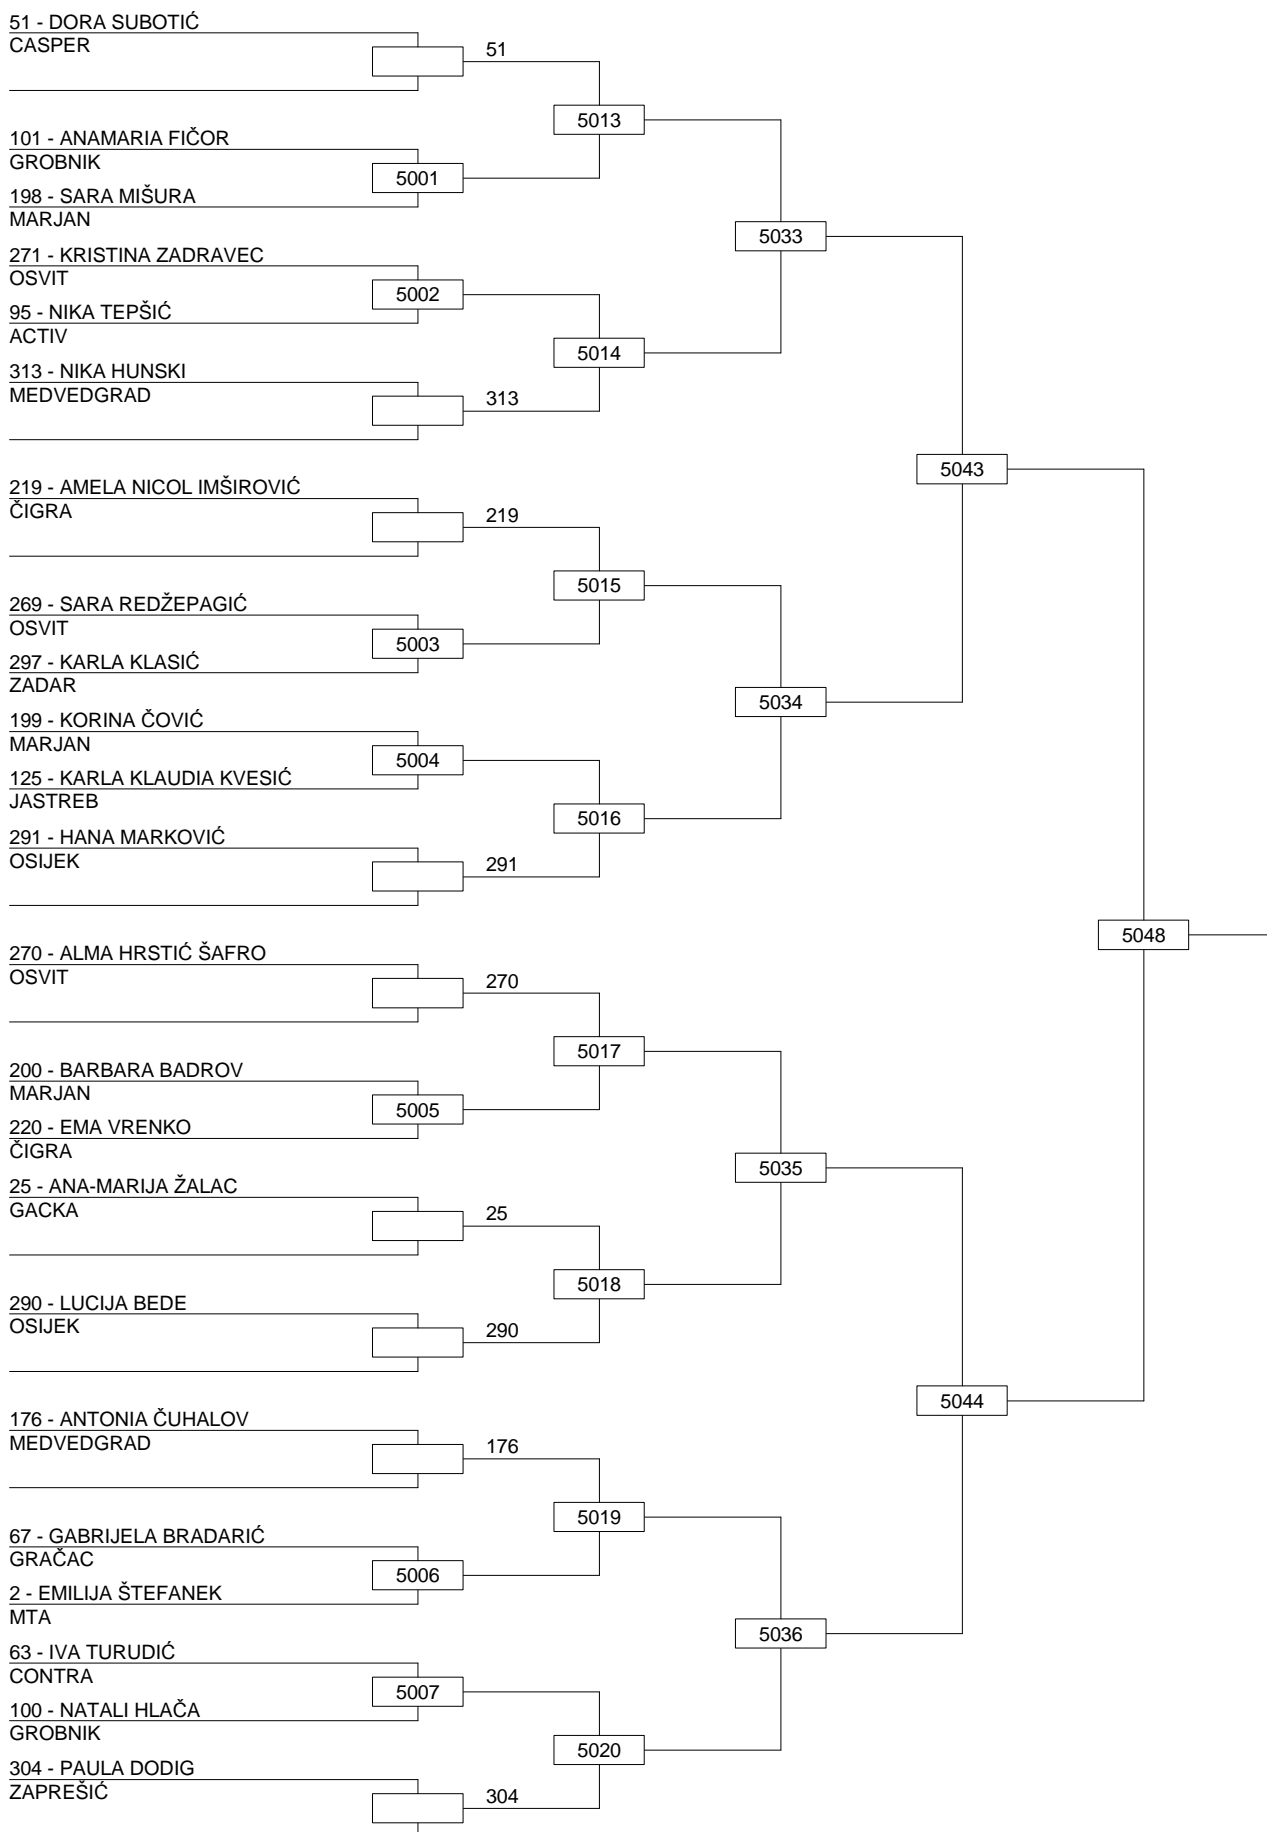 51 - DORA SUBOTIĆ
CASPER
51
5013
101 - ANAMARIA FIČOR
GROBNIK
5001
198 - SARA MIŠURA
MARJAN
5033
271 - KRISTINA ZADRAVEC
OSVIT
5002
95 - NIKA TEPŠIĆ
ACTIV
5014
313 - NIKA HUNSKI
MEDVEDGRAD
313
5043
219 - AMELA NICOL IMŠIROVIĆ
ČIGRA
219
5015
269 - SARA REDŽEPAGIĆ
OSVIT
5003
297 - KARLA KLASIĆ
ZADAR
5034
199 - KORINA ČOVIĆ
MARJAN
5004
125 - KARLA KLAUDIA KVESIĆ
JASTREB
5016
291 - HANA MARKOVIĆ
OSIJEK
291
5048
270 - ALMA HRSTIĆ ŠAFRO
OSVIT
270
5017
200 - BARBARA BADROV
MARJAN
5005
220 - EMA VRENKO
ČIGRA
5035
25 - ANA-MARIJA ŽALAC
GACKA
25
5018
290 - LUCIJA BEDE
OSIJEK
290
5044
176 - ANTONIA ČUHALOV
MEDVEDGRAD
176
5019
67 - GABRIJELA BRADARIĆ
GRAČAC
5006
2 - EMILIJA ŠTEFANEK
MTA
5036
63 - IVA TURUDIĆ
CONTRA
5007
100 - NATALI HLAČA
GROBNIK
5020
304 - PAULA DODIG
ZAPREŠIĆ
304